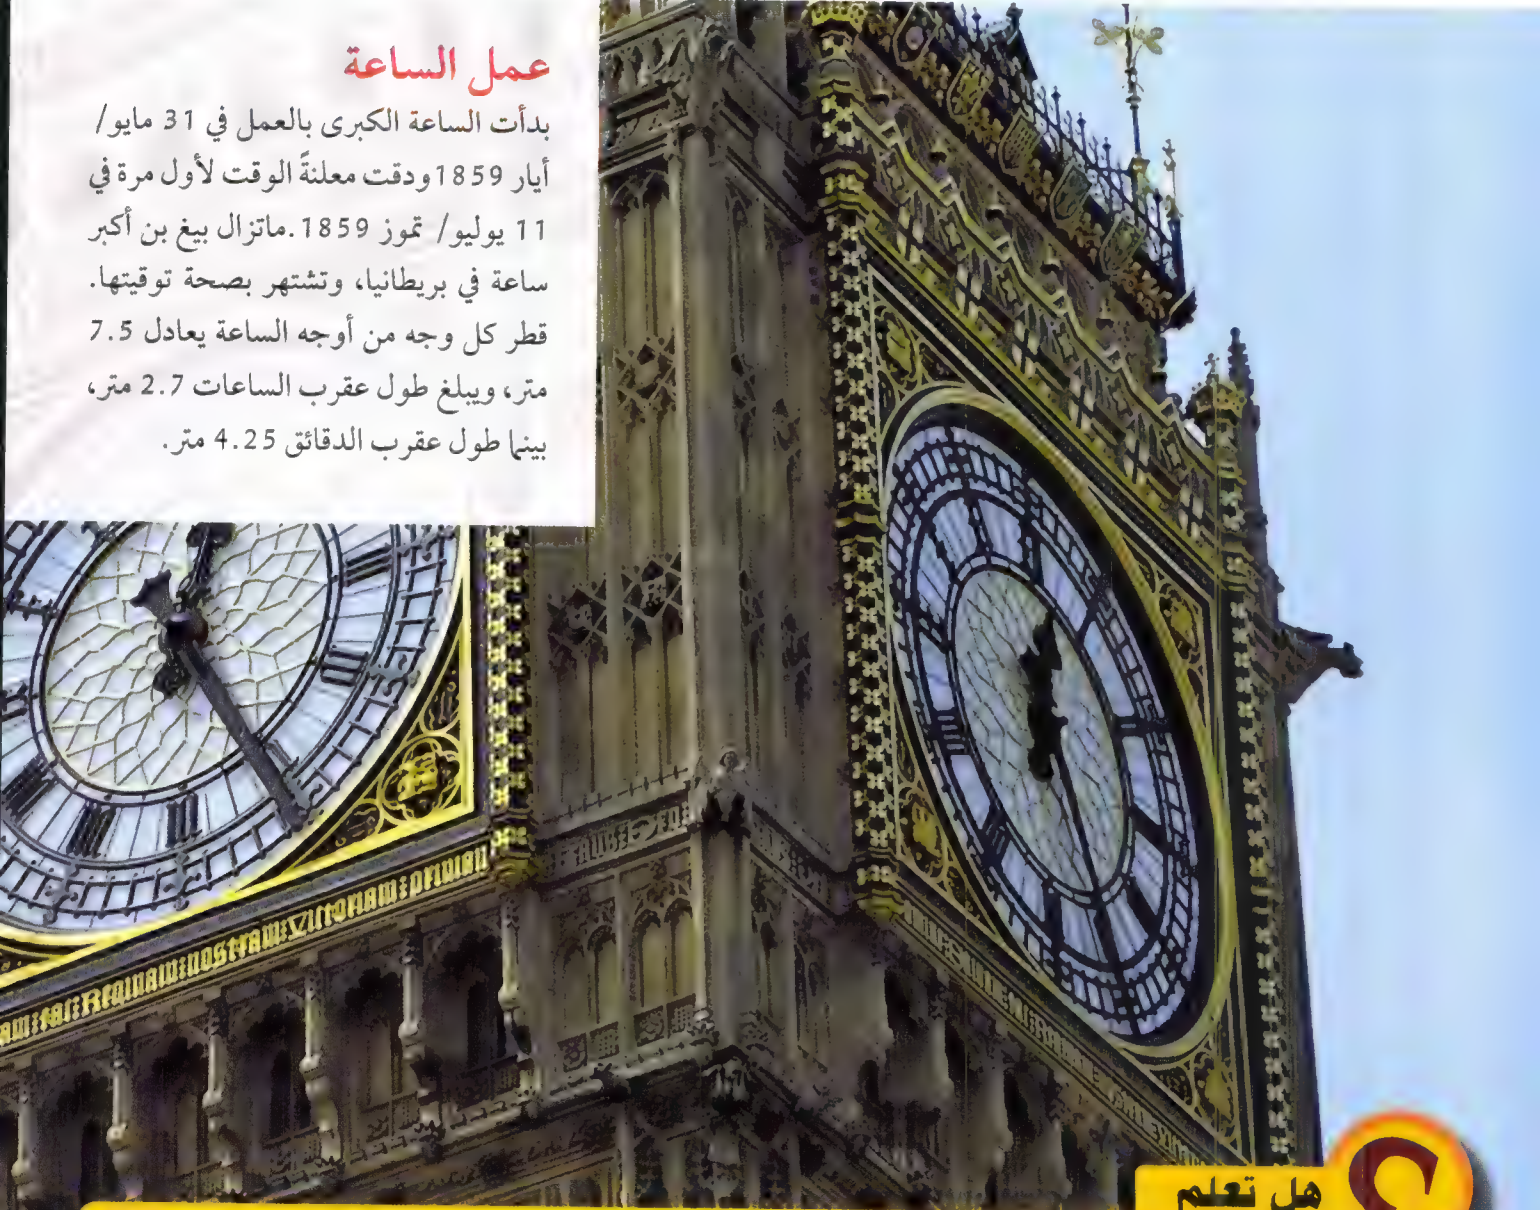 عمل الساعة
بدأت الساعة الكبرى بالعمل في 31 مايو/
أيار 1859ودقت معلنةً الوقت لأول مرة في
11 يوليو/ تموز 1859.ماتزال بيغ بن أكبر
ساعة في بريطانيا، وتشتهر بصحة توقيتها.
قطر كل وجه من أوجه الساعة يعادل 7.5
متر، ويبلغ طول عقرب الساعات 2.7 متر،
بينما طول عقرب الدقائق 4.25 متر.
هل تعلم
؟